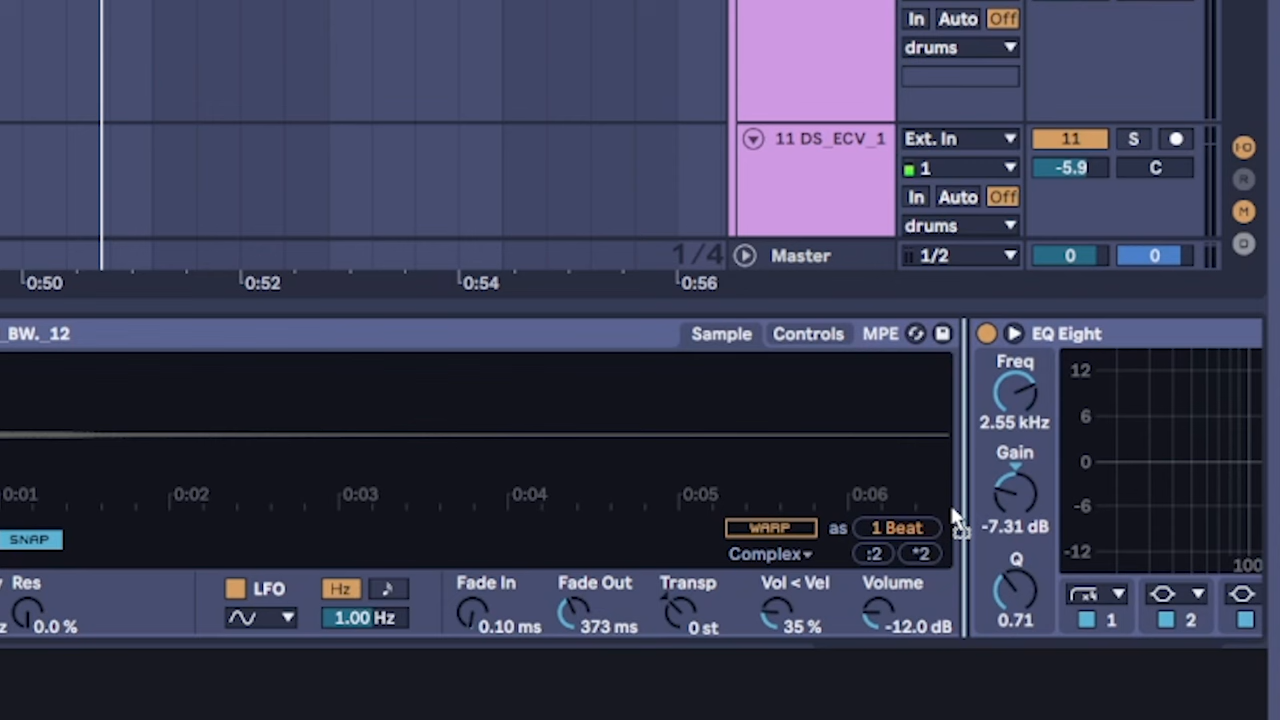 In Auto Off
drums
11 DS_ECV_1 Ext. In 11 S
1 -5.9 C
In Auto Off
drums
1/4 Master 1/2 0 0
I·O
R
M
D
0:50 0:52 0:54 0:56
_BW._12 Sample Controls MPE EQ Eight
Freq
2.55 kHz
Gain
-7.31 dB
Q
0.71
12
6
0
-6
-12
100
0:01 0:02 0:03 0:04 0:05 0:06
SNAP WARP as 1 Beat
Complex :2 *2
Res LFO Hz Fade In Fade Out Transp Vol < Vel Volume
z 0.0 % 1.00 Hz 0.10 ms 373 ms 0 st 35 % -12.0 dB
x4
1 2